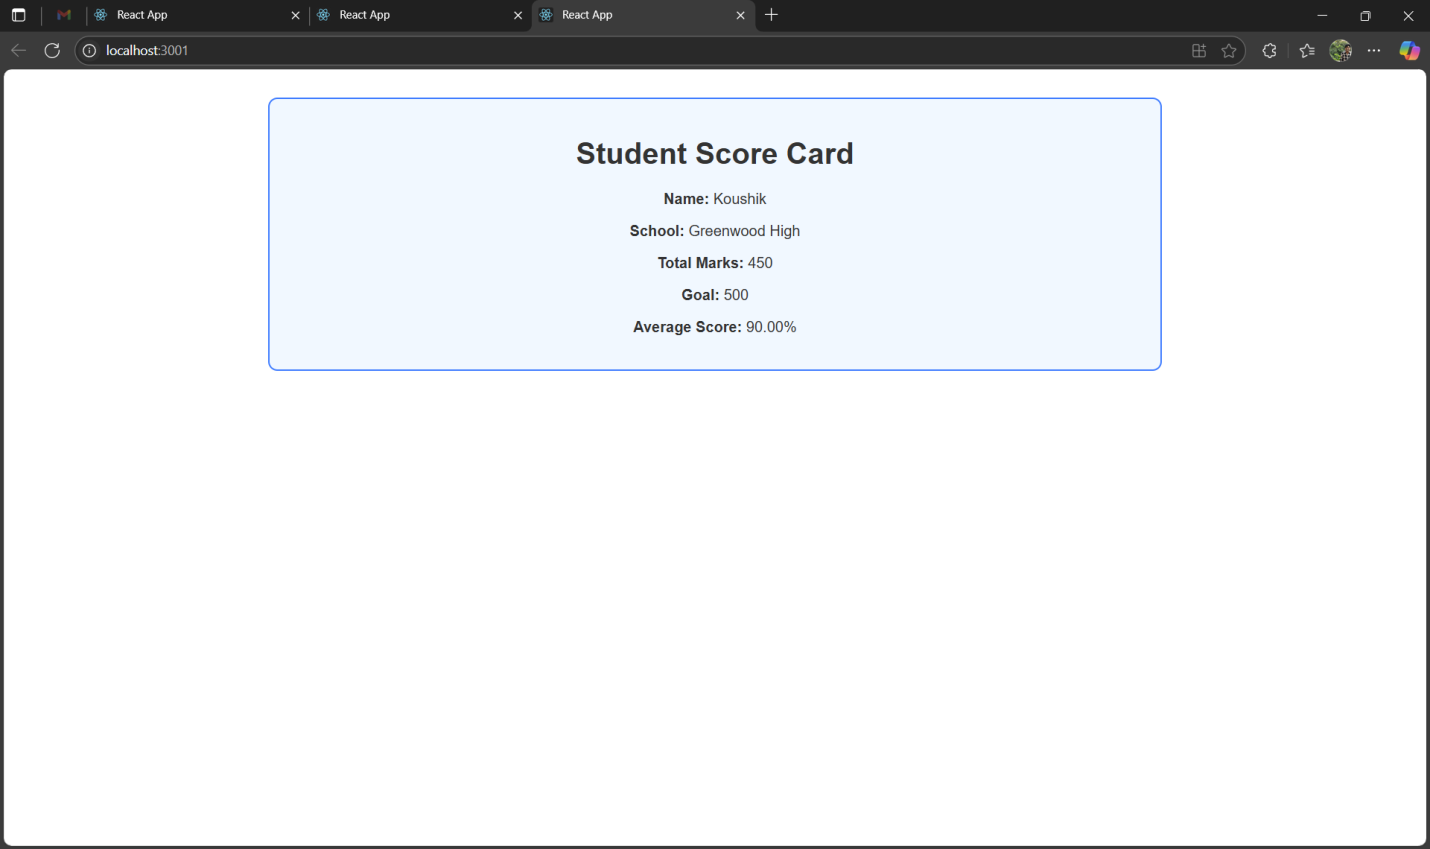 React App
React App
React App
localhost:3001
Student Score Card
Name: Koushik
School: Greenwood High
Total Marks: 450
Goal: 500
Average Score: 90.00%